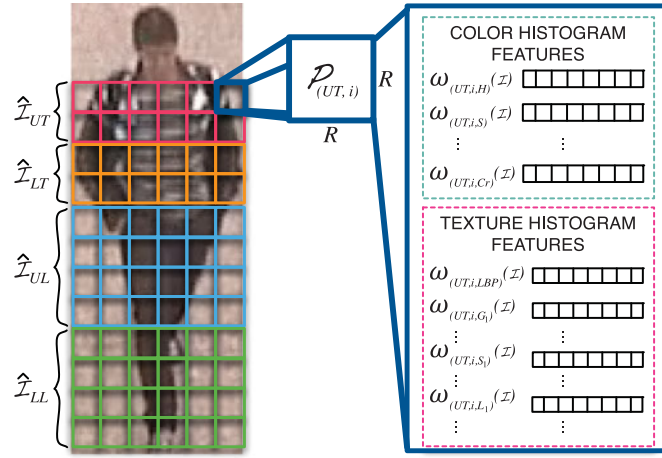 Î_UT
Î_LT
Î_UL
Î_LL
P_(UT, i)
R
R
COLOR HISTOGRAM
FEATURES
ω_(UT,i,H)(I)
ω_(UT,i,S)(I)
⋮ ⋮
ω_(UT,i,Cr)(I)
TEXTURE HISTOGRAM
FEATURES
ω_(UT,i,LBP)(I)
ω_(UT,i,G₁)(I)
⋮ ⋮
ω_(UT,i,S₁)(I)
⋮ ⋮
ω_(UT,i,L₁)(I)
⋮ ⋮